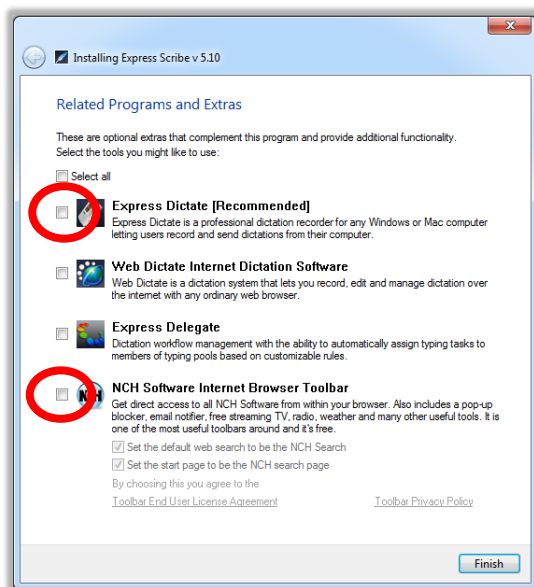 Installing Express Scribe v 5.10
Related Programs and Extras
These are optional extras that complement this program and provide additional functionality.
Select the tools you might like to use:
Select all
Express Dictate [Recommended]
Express Dictate is a professional dictation recorder for any Windows or Mac computer
letting users record and send dictations from their computer.
Web Dictate Internet Dictation Software
Web Dictate is a dictation system that lets you record, edit and manage dictation over
the internet with any ordinary web browser.
Express Delegate
Dictation workflow management with the ability to automatically assign typing tasks to
members of typing pools based on customizable rules.
NCH
NCH Software Internet Browser Toolbar
Get direct access to all NCH Software from within your browser. Also includes a pop-up
blocker, email notifier, free streaming TV, radio, weather and many other useful tools. It is
one of the most useful toolbars around and it's free.
Set the default web search to be the NCH Search
Set the start page to be the NCH search page
By choosing this you agree to the
Toolbar End User License Agreement Toolbar Privacy Policy
Finish